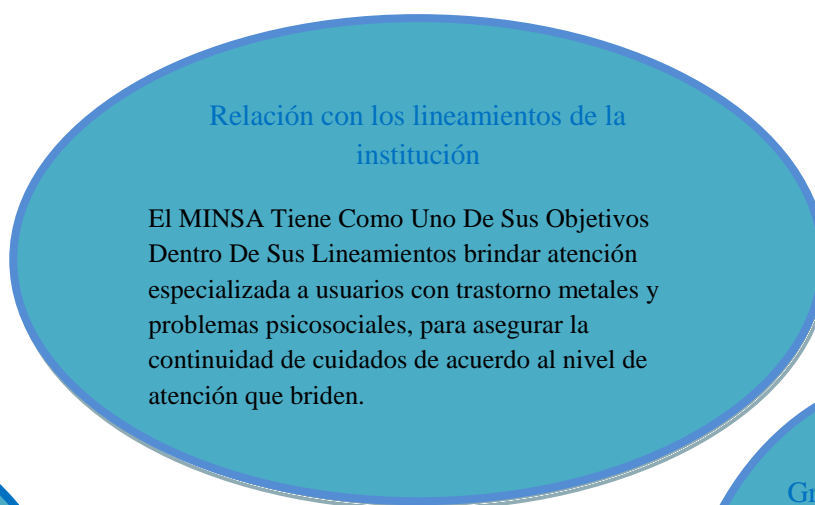 Relación con los lineamientos de la
institución
El MINSA Tiene Como Uno De Sus Objetivos
Dentro De Sus Lineamientos brindar atención
especializada a usuarios con trastorno metales y
problemas psicosociales, para asegurar la
continuidad de cuidados de acuerdo al nivel de
atención que briden.